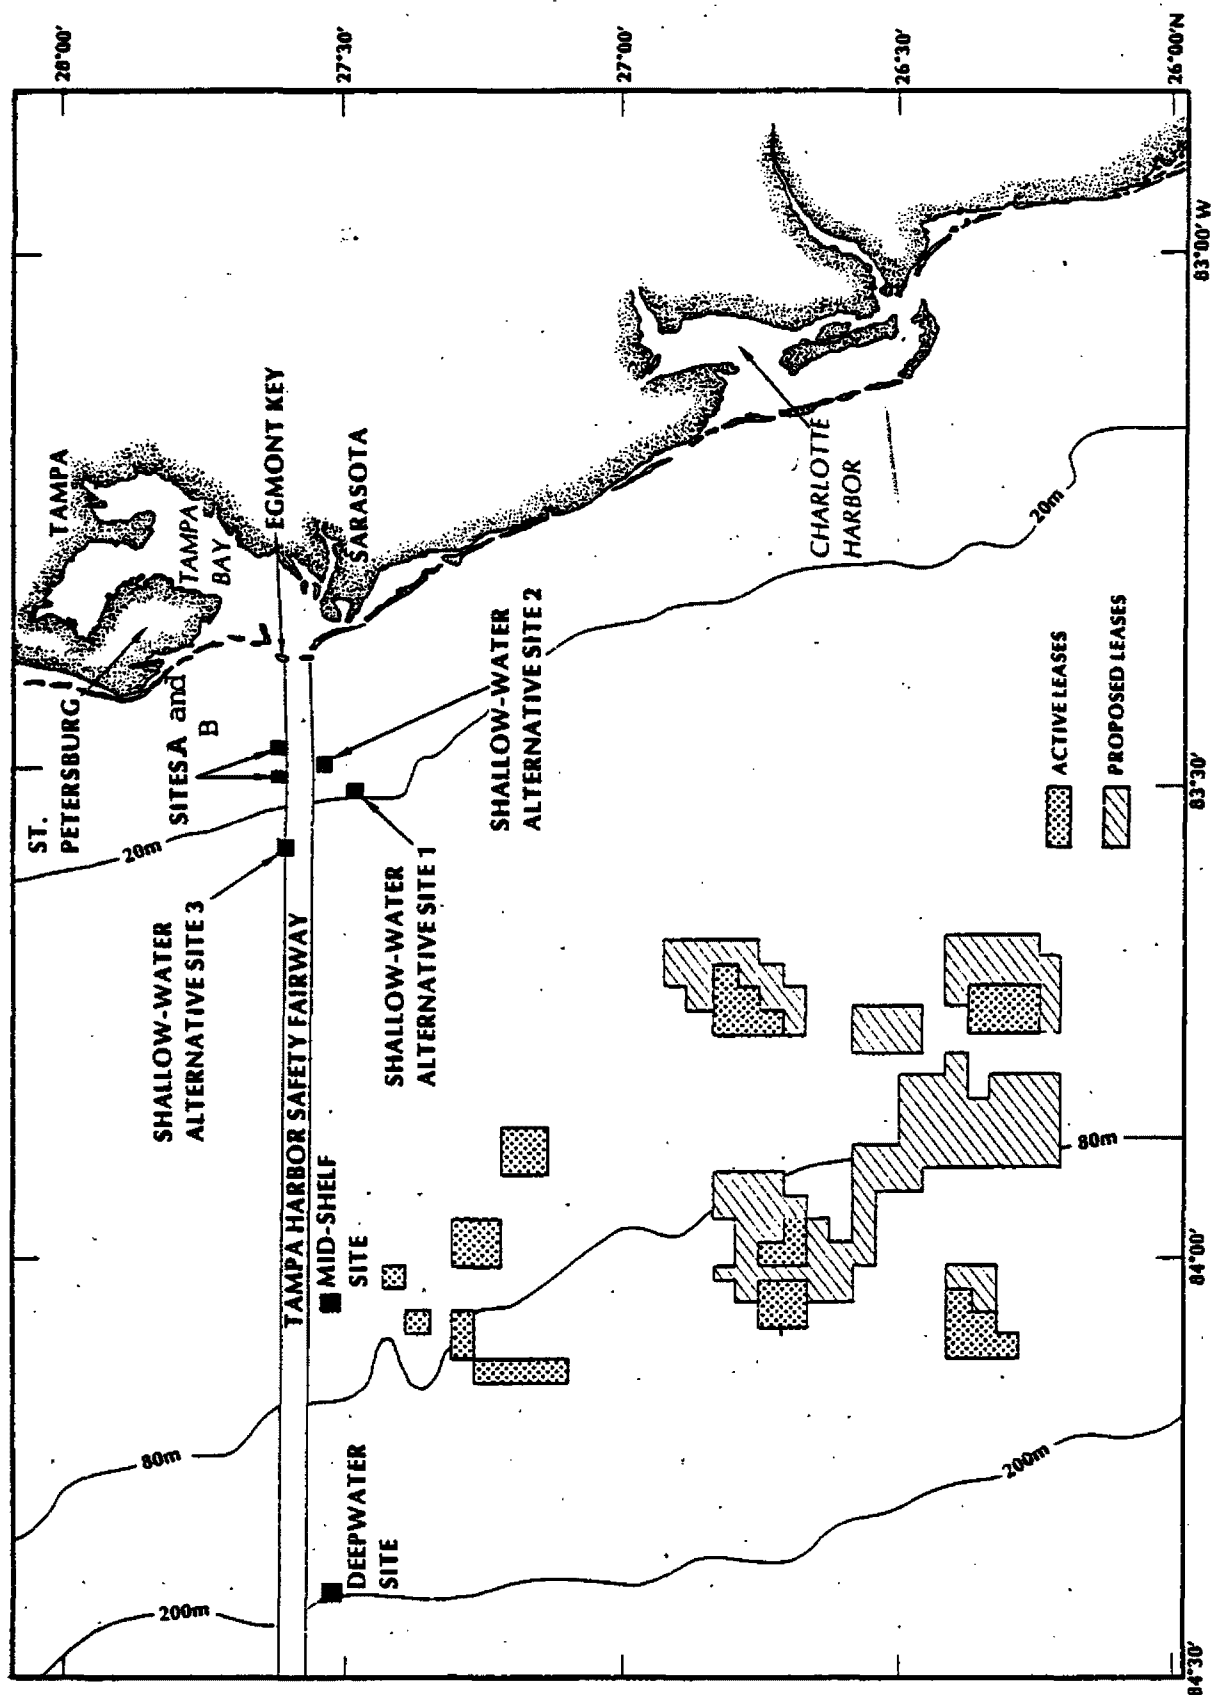 28°00'
27°30'
27°00'
26°30'
26°00'N
83°00' W
83°30'
84°00'
84°30'
TAMPA
TAMPA
BAY
ST.
PETERSBURG
EGMONT KEY
SARASOTA
CHARLOTTE
HARBOR
SITES A and
B
SHALLOW-WATER
ALTERNATIVE SITE 2
SHALLOW-WATER
ALTERNATIVE SITE 1
SHALLOW-WATER
ALTERNATIVE SITE 3
TAMPA HARBOR SAFETY FAIRWAY
MID-SHELF
SITE
DEEPWATER
SITE
20m
20m
80m
80m
200m
200m
ACTIVE LEASES
PROPOSED LEASES